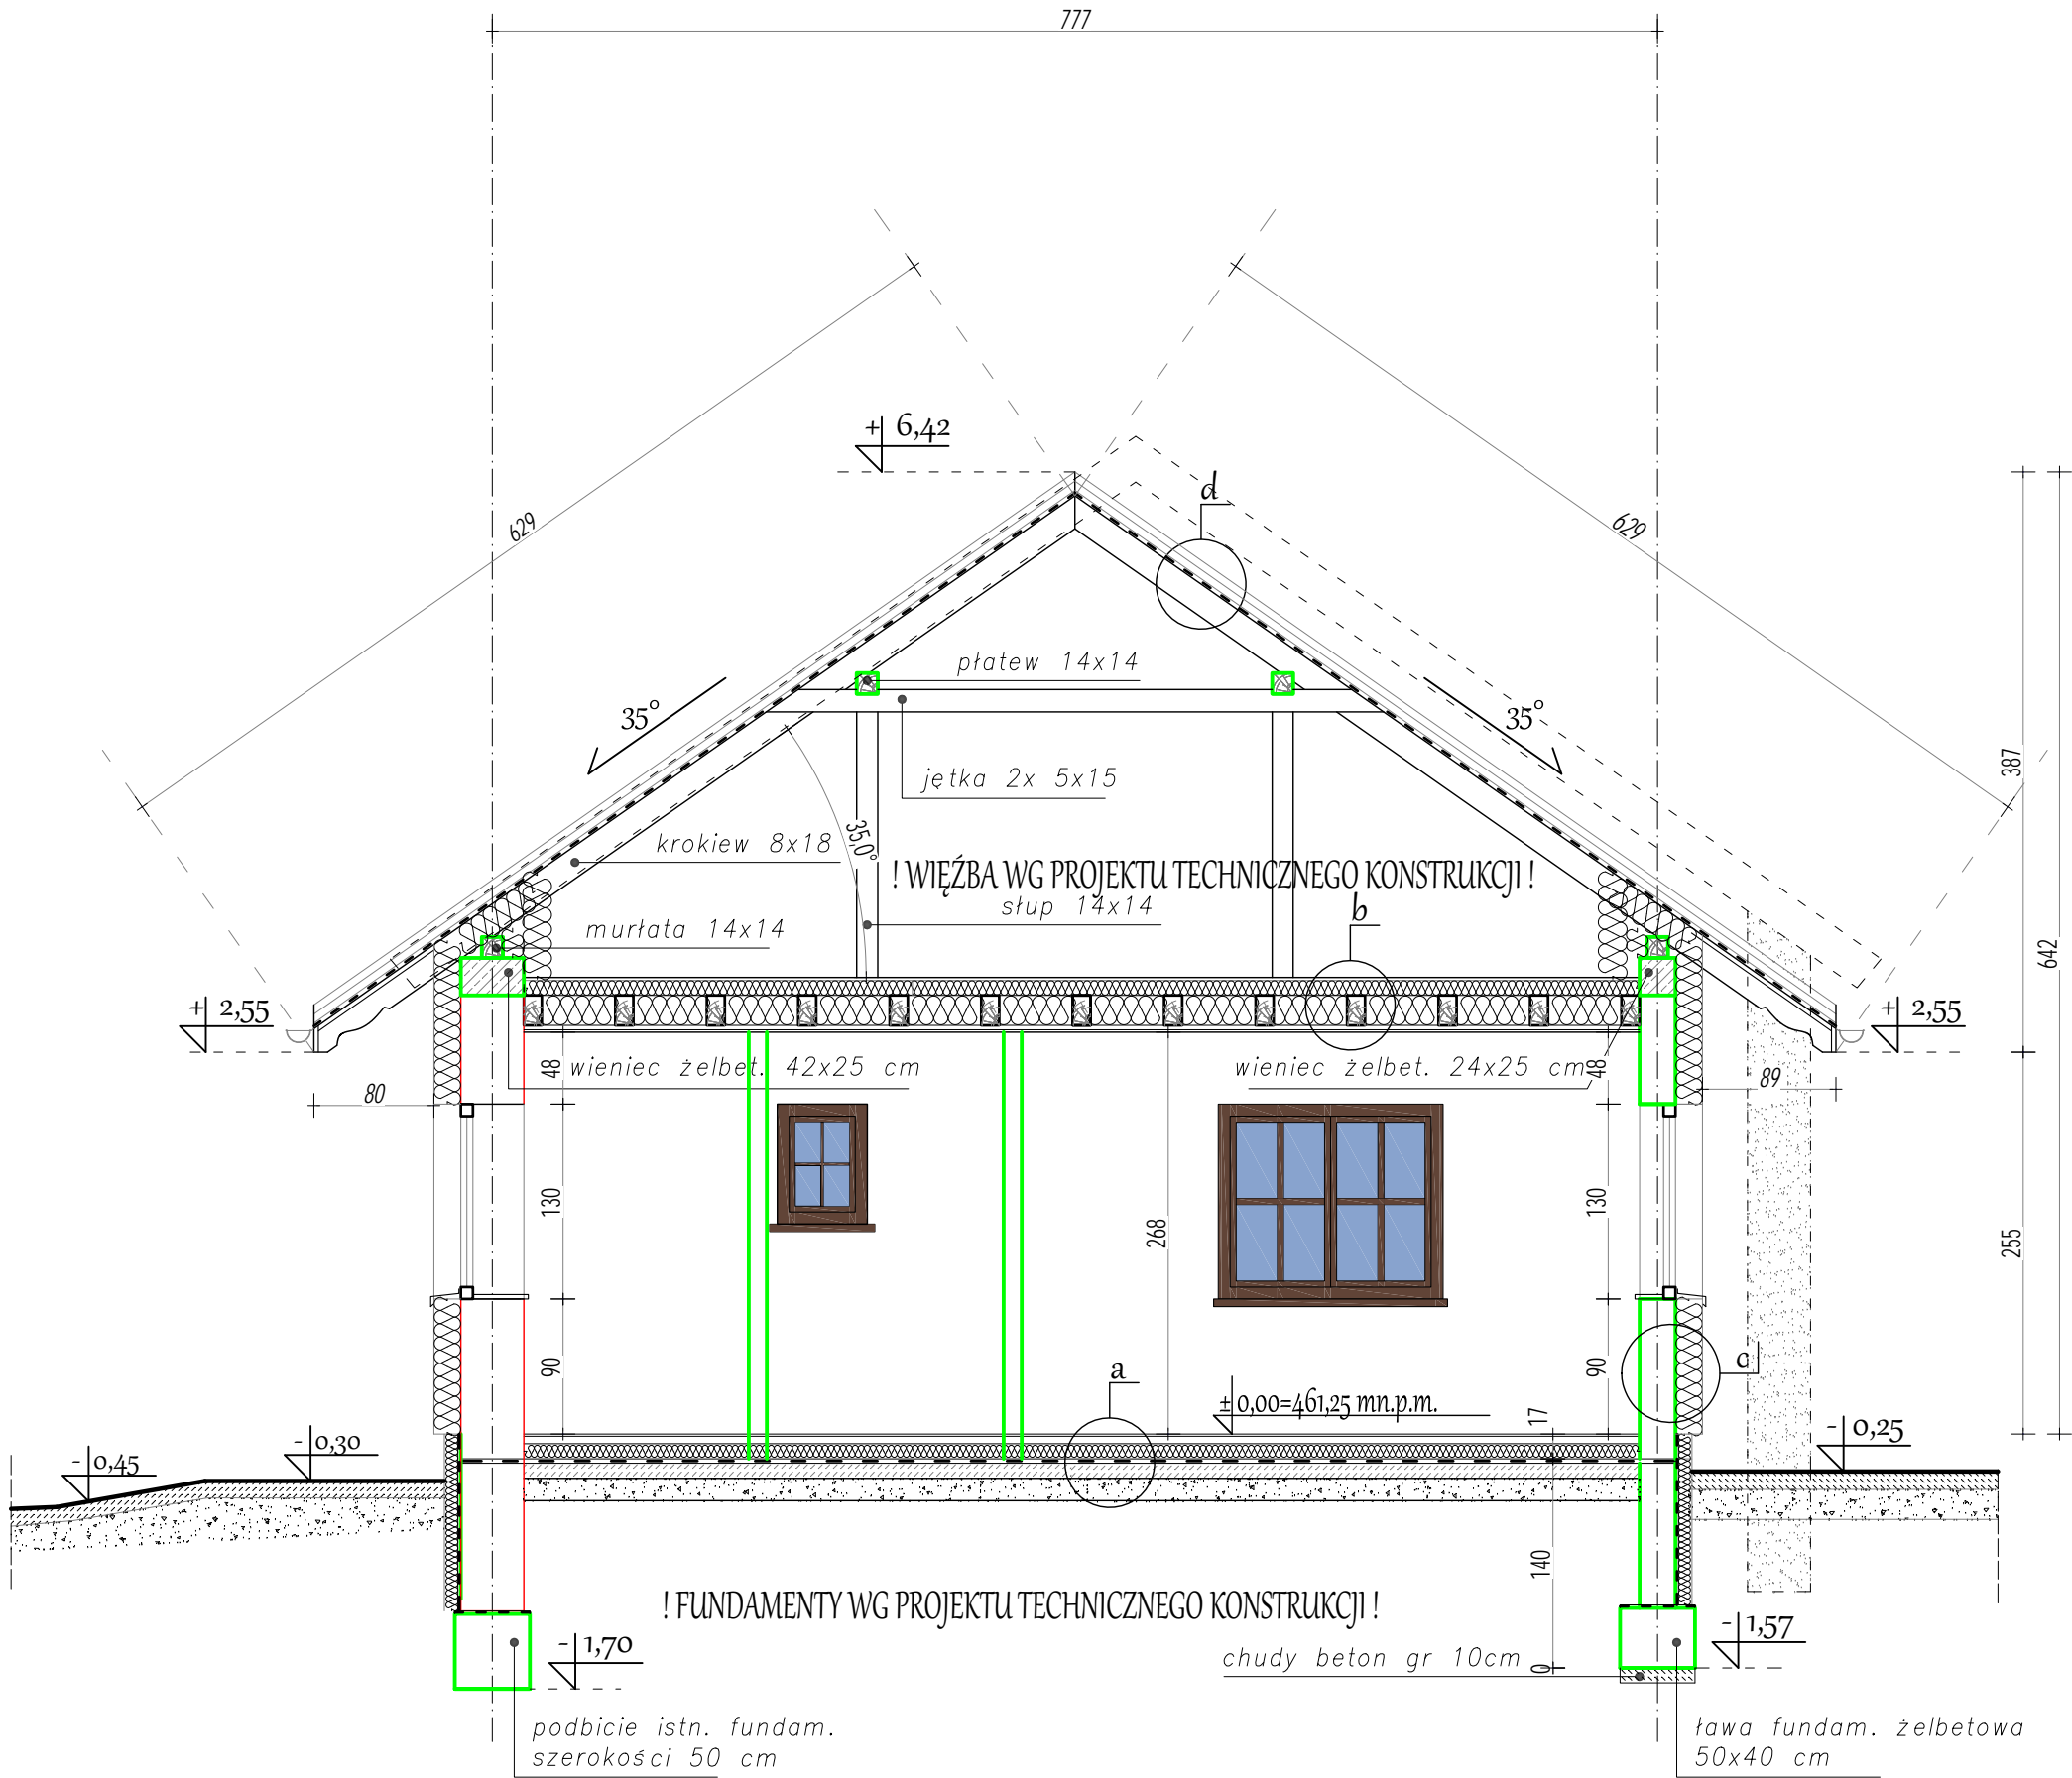 777
+ 6,42
d
629
629
płatew 14x14
35°
35°
387
jętka 2x 5x15
krokiew 8x18
35,0°
! WIĘŹBA WG PROJEKTU TECHNICZNEGO KONSTRUKCJI !
słup 14x14
b
murłata 14x14
642
+ 2,55
+ 2,55
wieniec żelbet. 42x25 cm
wieniec żelbet. 24x25 cm
48
48
80
89
130
130
268
255
90
90
a
c
± 0,00=461,25 mn.p.m.
17
- 0,45
- 0,30
- 0,25
140
! FUNDAMENTY WG PROJEKTU TECHNICZNEGO KONSTRUKCJI !
- 1,70
- 1,57
chudy beton gr 10cm
0
podbicie istn. fundam.
szerokości 50 cm
ława fundam. żelbetowa
50x40 cm